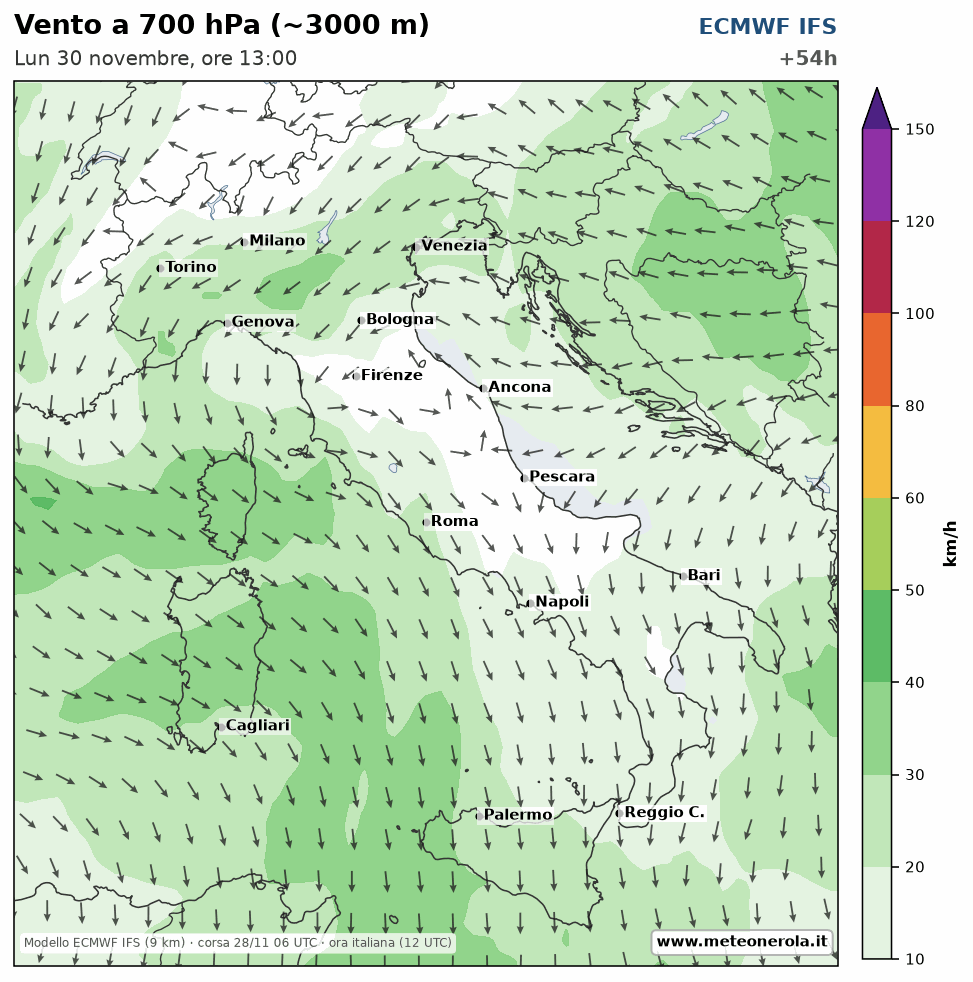 Vento a 700 hPa (~3000 m)
ECMWF IFS
Lun 30 novembre, ore 13:00
+54h
150
120
100
80
60
50
40
30
20
10
km/h
Milano
Venezia
Torino
Genova
Bologna
Firenze
Ancona
Pescara
Roma
Bari
Napoli
Cagliari
Palermo
Reggio C.
Modello ECMWF IFS (9 km) · corsa 28/11 06 UTC · ora italiana (12 UTC)
www.meteonerola.it